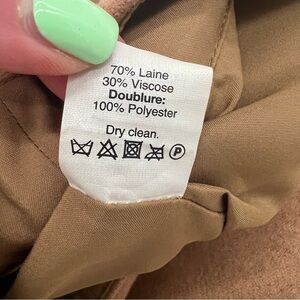 70% Laine
30% Viscose
Doublure:
100% Polyester
Dry clean.
P